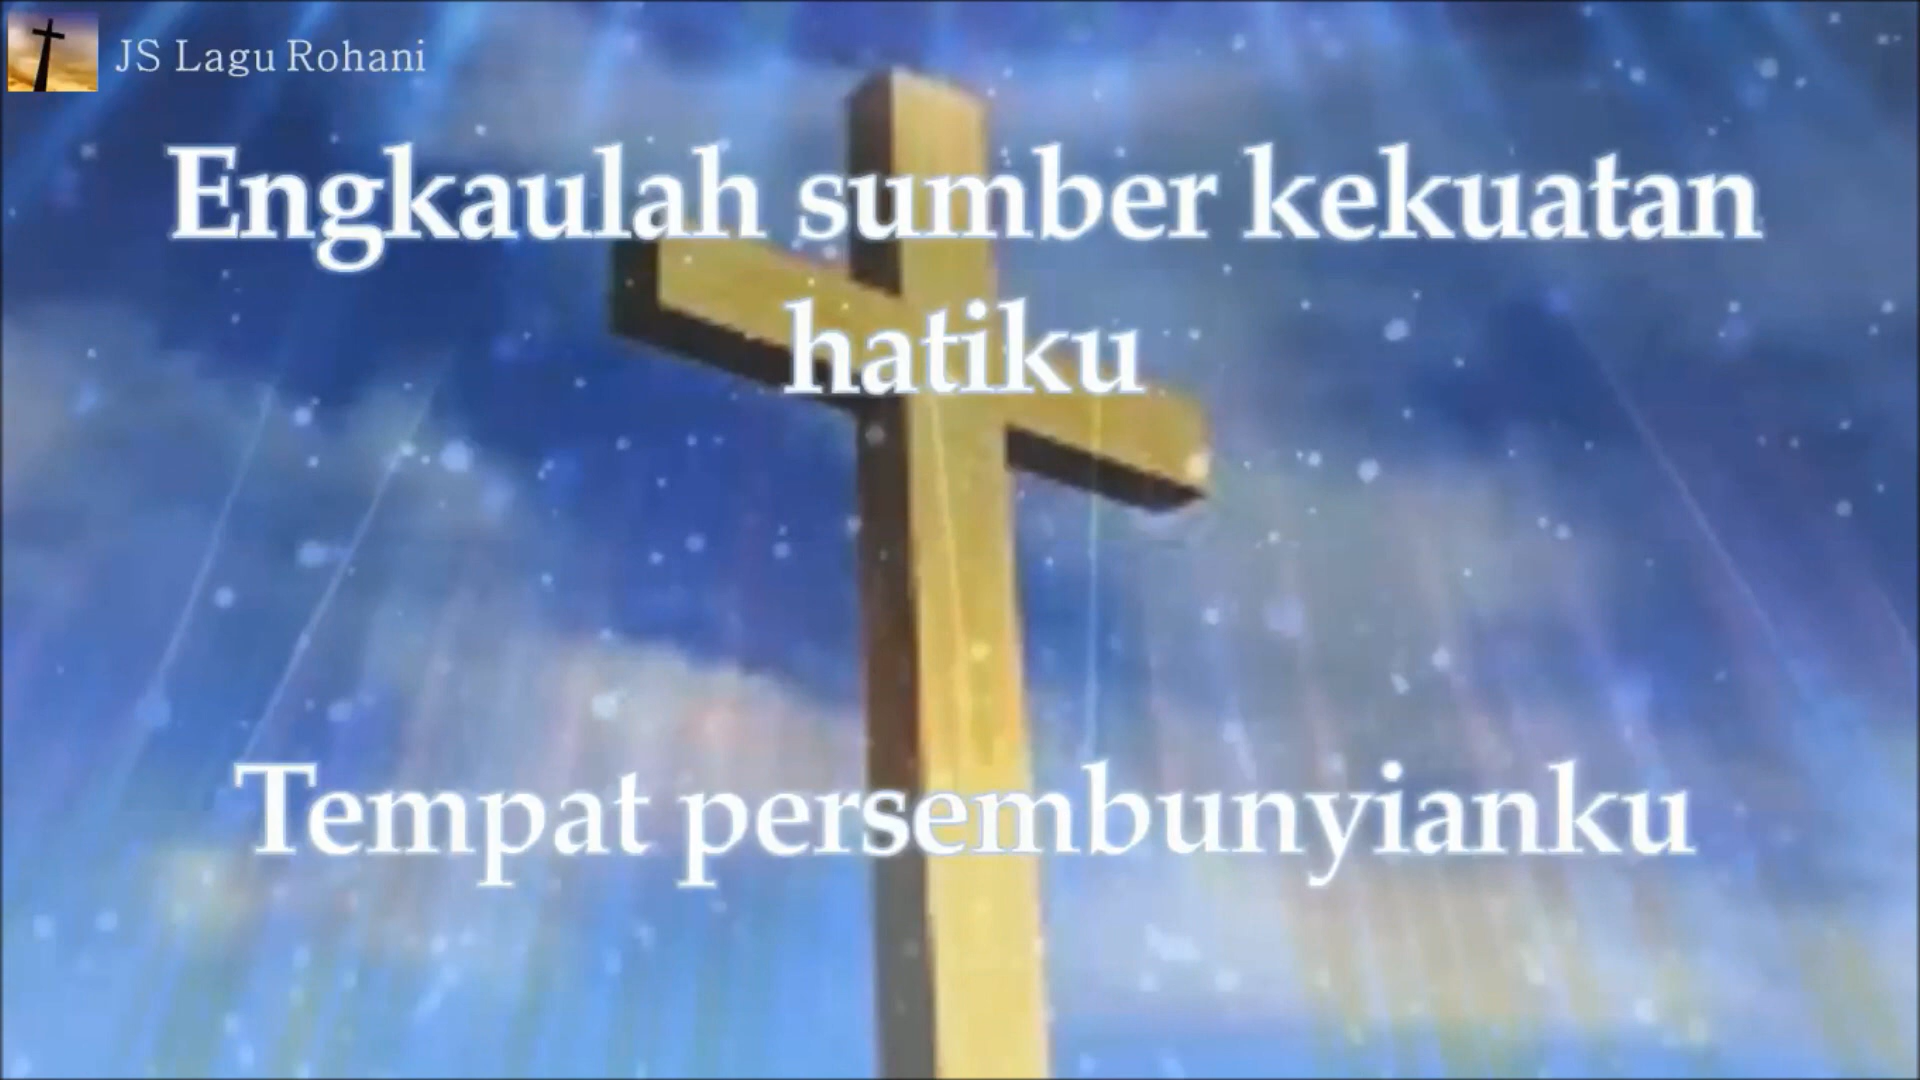 JS Lagu Rohani
Engkaulah sumber kekuatan
hatiku
Tempat persembunyianku